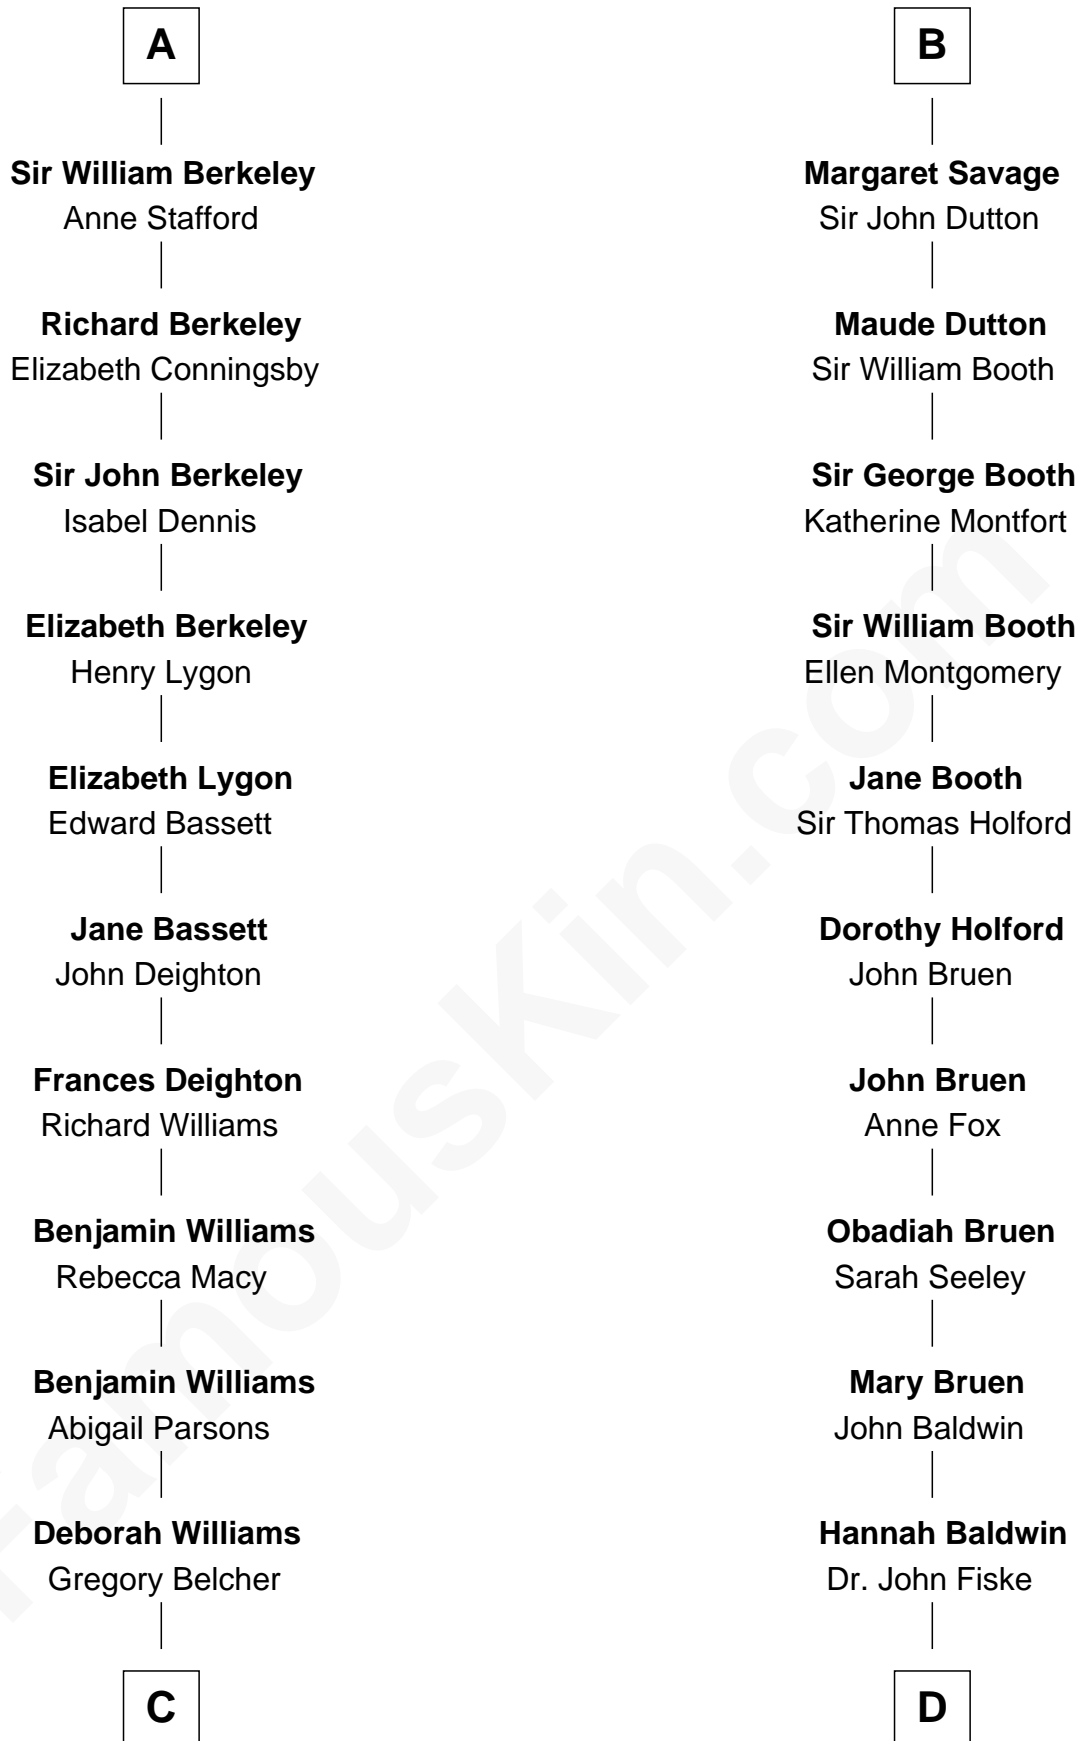 A
Sir William Berkeley
Anne Stafford
Richard Berkeley
Elizabeth Conningsby
Sir John Berkeley
Isabel Dennis
Elizabeth Berkeley
Henry Lygon
Elizabeth Lygon
Edward Bassett
Jane Bassett
John Deighton
Frances Deighton
Richard Williams
Benjamin Williams
Rebecca Macy
Benjamin Williams
Abigail Parsons
Deborah Williams
Gregory Belcher
C
B
Margaret Savage
Sir John Dutton
Maude Dutton
Sir William Booth
Sir George Booth
Katherine Montfort
Sir William Booth
Ellen Montgomery
Jane Booth
Sir Thomas Holford
Dorothy Holford
John Bruen
John Bruen
Anne Fox
Obadiah Bruen
Sarah Seeley
Mary Bruen
John Baldwin
Hannah Baldwin
Dr. John Fiske
D
FamousKin.com